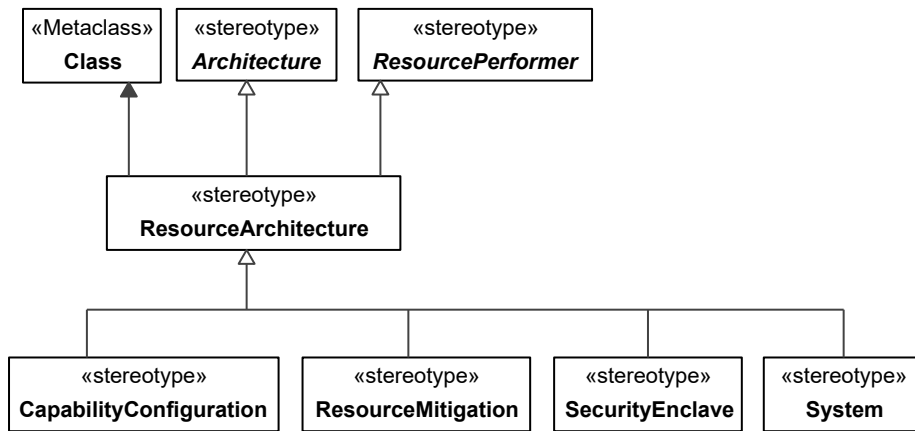 «Metaclass»
Class
«stereotype»
Architecture
«stereotype»
ResourcePerformer
«stereotype»
ResourceArchitecture
«stereotype»
CapabilityConfiguration
«stereotype»
ResourceMitigation
«stereotype»
SecurityEnclave
«stereotype»
System